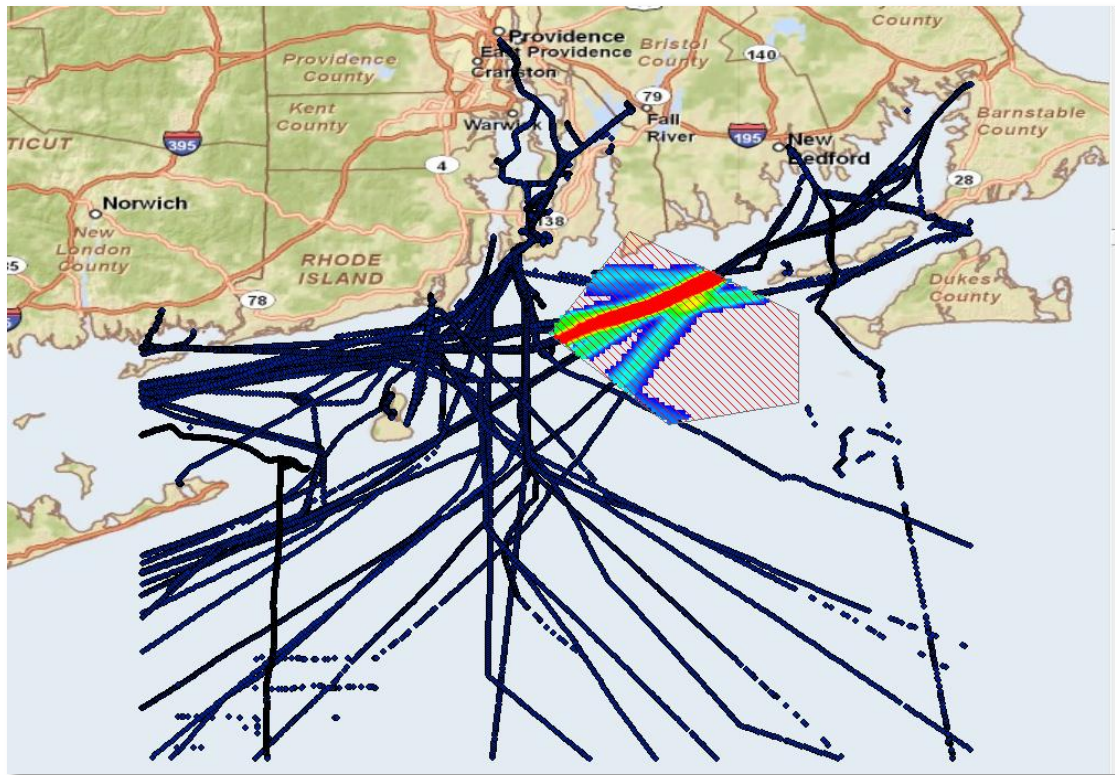 County
Providence
East Providence
Cranston
Bristol
County
140
Providence
County
79
Kent
County
Fall
River
195
New
Bedford
Barnstable
County
TICUT
395
Warwick
4
28
Norwich
138
New
London
County
RHODE
ISLAND
Dukes
County
78